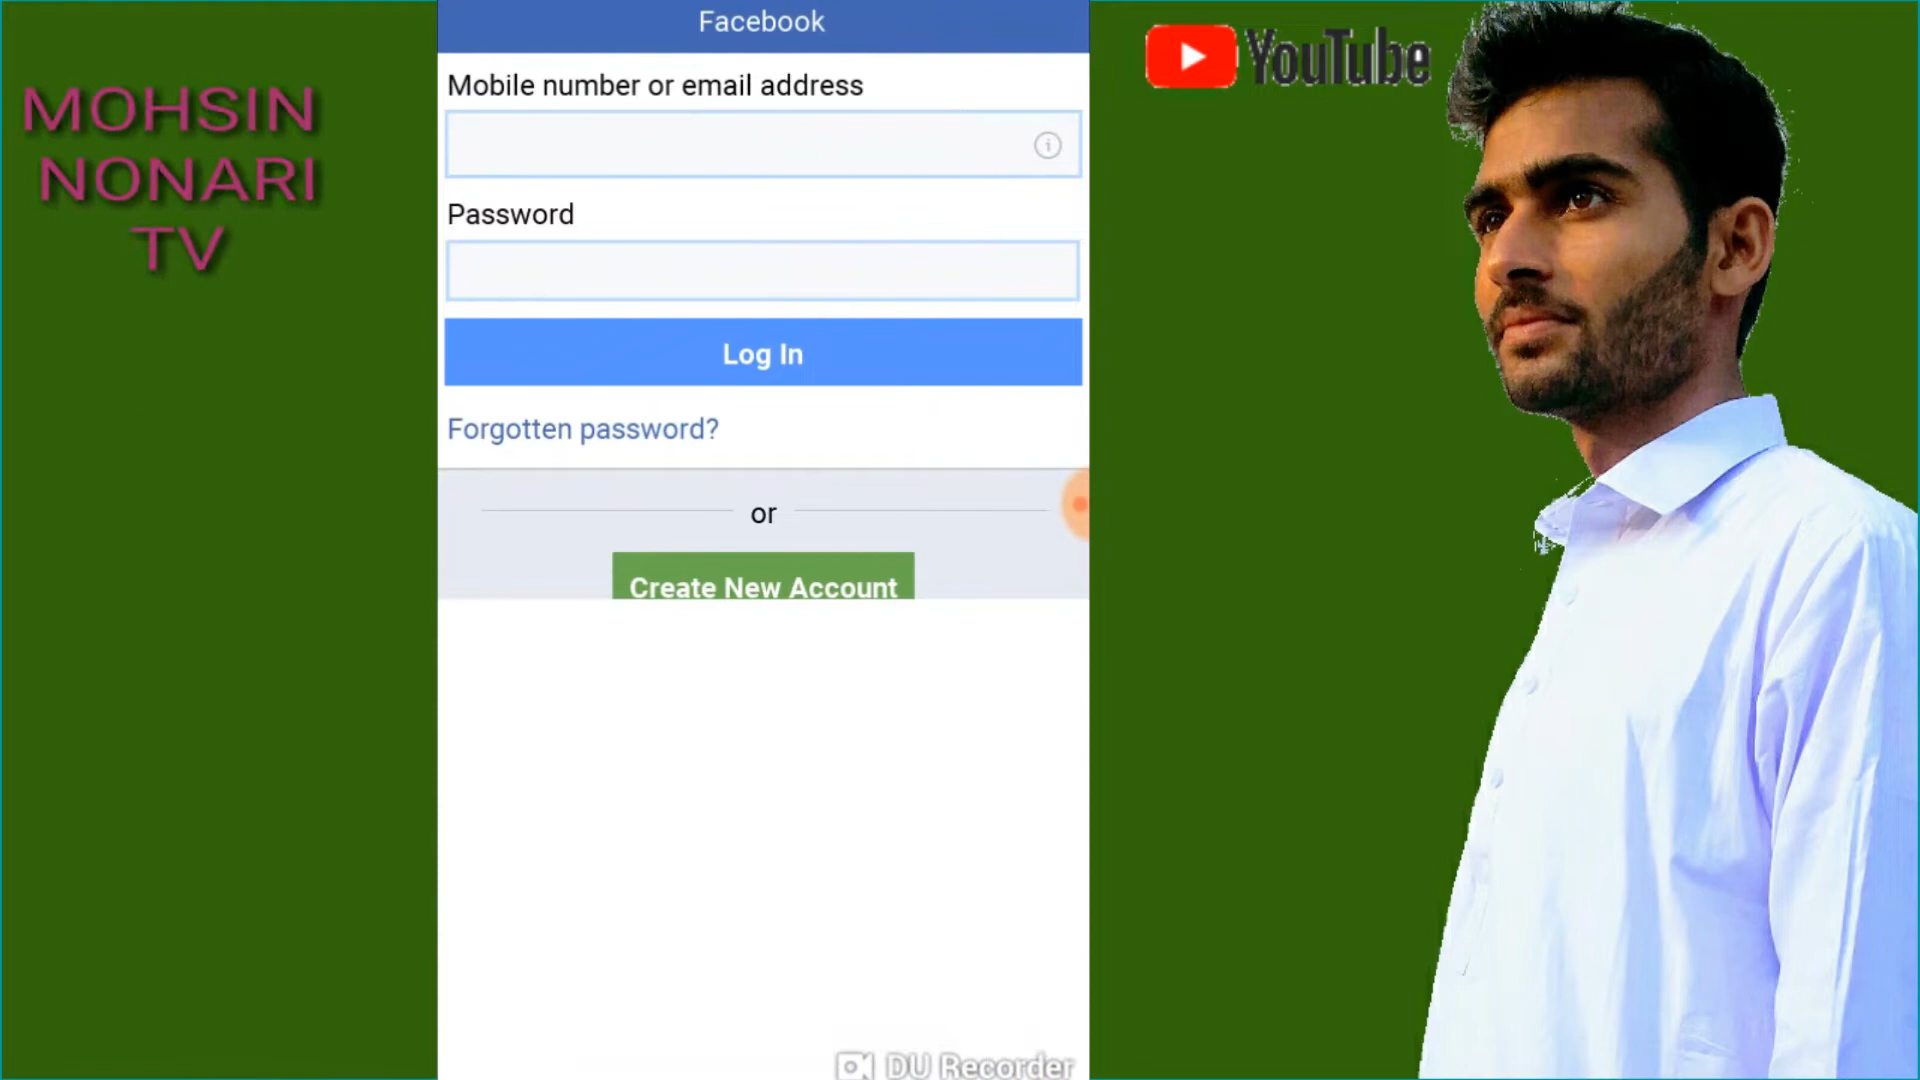 MOHSIN
NONARI
TV
Facebook
Mobile number or email address
Password
Log In
Forgotten password?
or
Create New Account
DU Recorder
YouTube